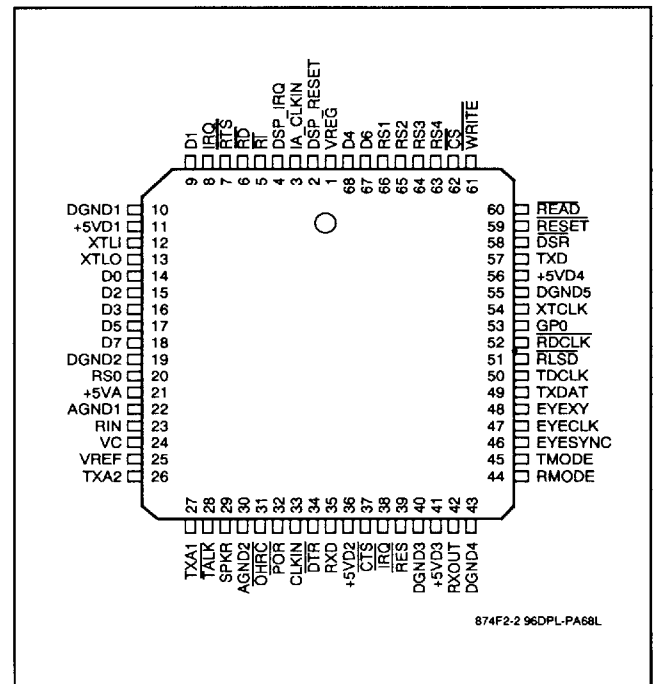 D1
IRQ
RTS
RD
RI
DSP_IRQ
IA_CLKIN
DSP_RESET
VREG
D4
D6
RS1
RS2
RS3
RS4
CS
WRITE
9 8 7 6 5 4 3 2 1 68 67 66 65 64 63 62 61
DGND1 10
+5VD1 11
XTLI 12
XTLO 13
D0 14
D2 15
D3 16
D5 17
D7 18
DGND2 19
RS0 20
+5VA 21
AGND1 22
RIN 23
VC 24
VREF 25
TXA2 26
60 READ
59 RESET
58 DSR
57 TXD
56 +5VD4
55 DGND5
54 XTCLK
53 GP0
52 RDCLK
51 RLSD
50 TDCLK
49 TXDAT
48 EYEXY
47 EYECLK
46 EYESYNC
45 TMODE
44 RMODE
27 28 29 30 31 32 33 34 35 36 37 38 39 40 41 42 43
TXA1
TALK
SPKR
AGND2
OHRC
POR
CLKIN
DTR
RXD
+5VD2
CTS
IRQ
RES
DGND3
+5VD3
RXOUT
DGND4
874F2-2 96DPL-PA68L